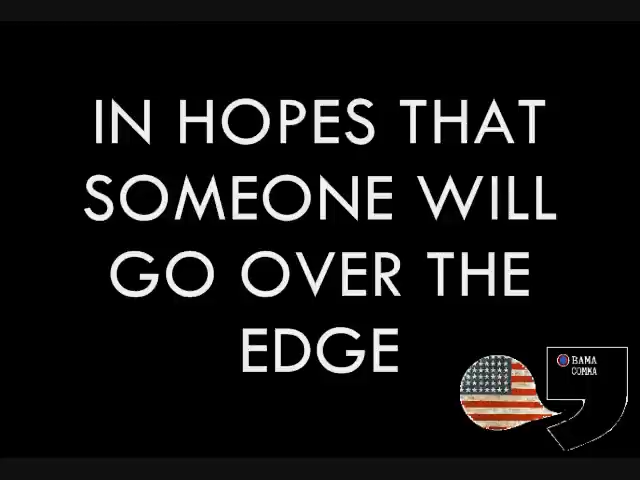 IN HOPES THAT
SOMEONE WILL
GO OVER THE
EDGE
BAMA
COMMA